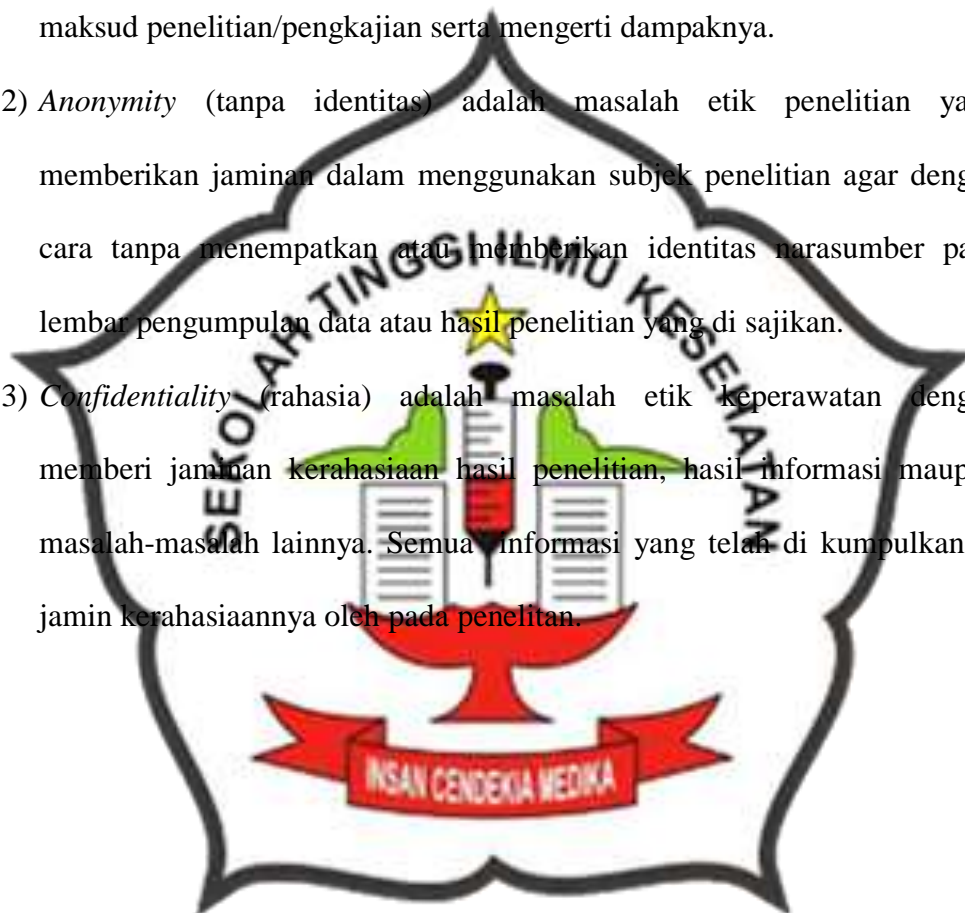 maksud penelitian/pengkajian serta mengerti dampaknya.
2) Anonymity (tanpa identitas) adalah masalah etik penelitian ya
memberikan jaminan dalam menggunakan subjek penelitian agar deng
cara tanpa menempatkan atau memberikan identitas narasumber pa
lembar pengumpulan data atau hasil penelitian yang di sajikan.
3) Confidentiality (rahasia) adalah masalah etik keperawatan deng
memberi jaminan kerahasiaan hasil penelitian, hasil informasi maup
masalah-masalah lainnya. Semua informasi yang telah di kumpulkan
jamin kerahasiaannya oleh pada penelitan.
SEKOLAH TINGGI ILMU KESEHATAN
INSAN CENDEKIA MEDIKA